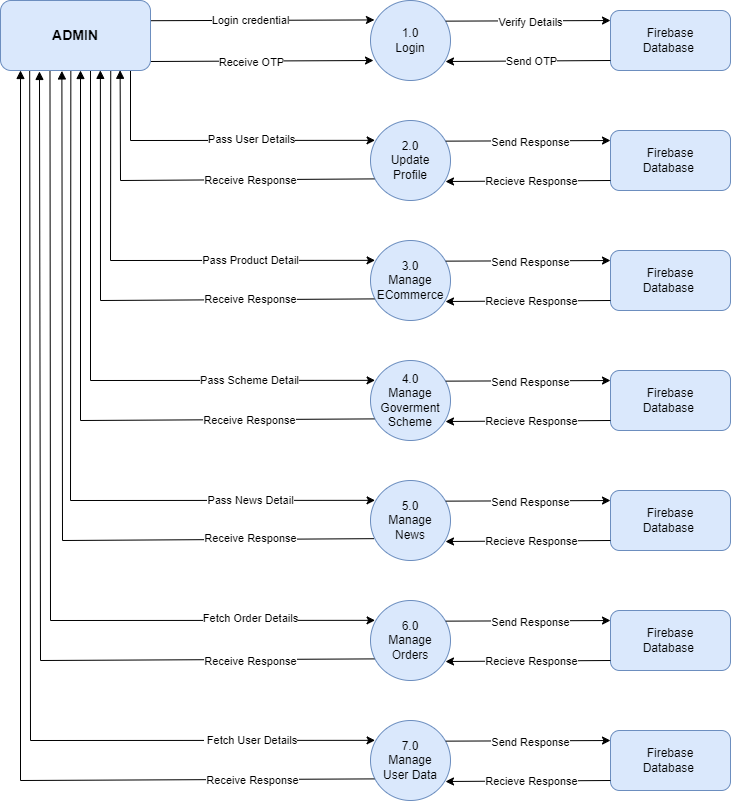 ADMIN
Login credential
1.0
Login
Verify Details
Firebase
Database
Receive OTP
Send OTP
Pass User Details
2.0
Update
Profile
Send Response
Firebase
Database
Receive Response
Recieve Response
Pass Product Detail
3.0
Manage
ECommerce
Send Response
Firebase
Database
Receive Response
Recieve Response
Pass Scheme Detail
4.0
Manage
Goverment
Scheme
Send Response
Firebase
Database
Receive Response
Recieve Response
Pass News Detail
5.0
Manage
News
Send Response
Firebase
Database
Receive Response
Recieve Response
Fetch Order Details
6.0
Manage
Orders
Send Response
Firebase
Database
Receive Response
Recieve Response
Fetch User Details
7.0
Manage
User Data
Send Response
Firebase
Database
Receive Response
Recieve Response